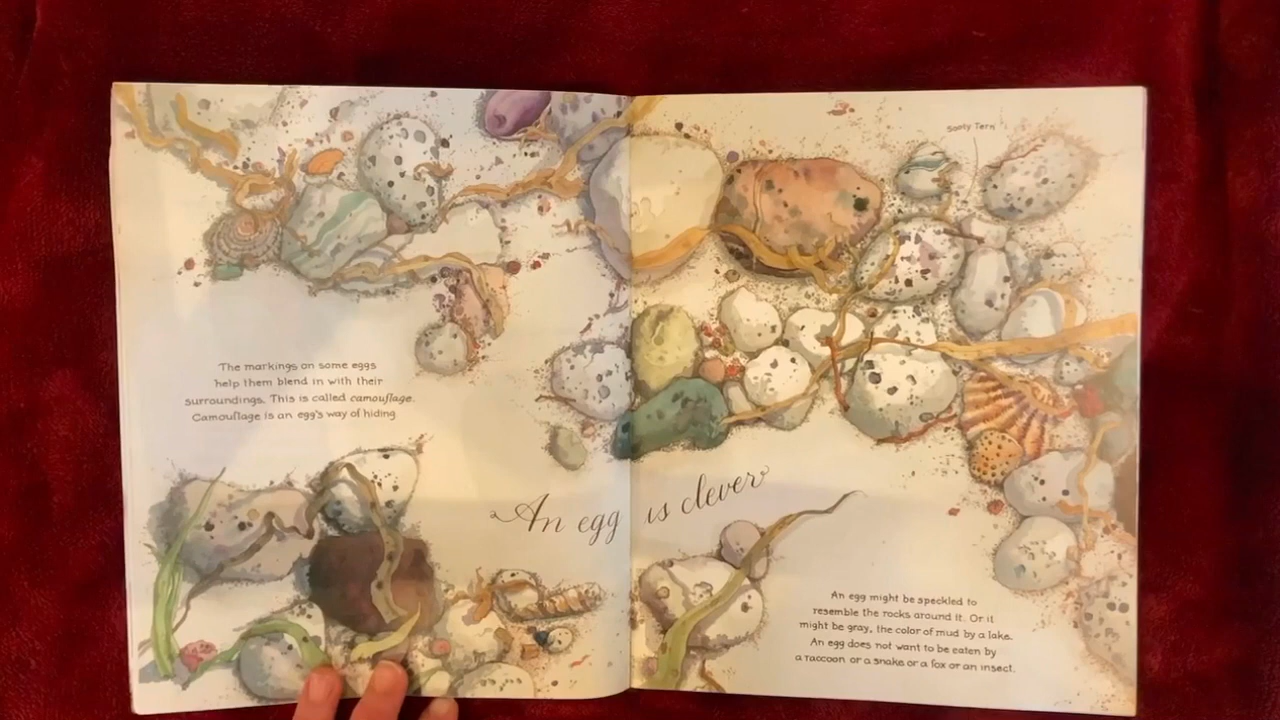 The markings on some eggs
help them blend in with their
surroundings. This is called camouflage.
Camouflage is an egg's way of hiding
An egg is clever
Sooty Tern
An egg might be speckled to
resemble the rocks around it. Or it
might be gray, the color of mud by a lake.
An egg does not want to be eaten by
a raccoon or a snake or a fox or an insect.